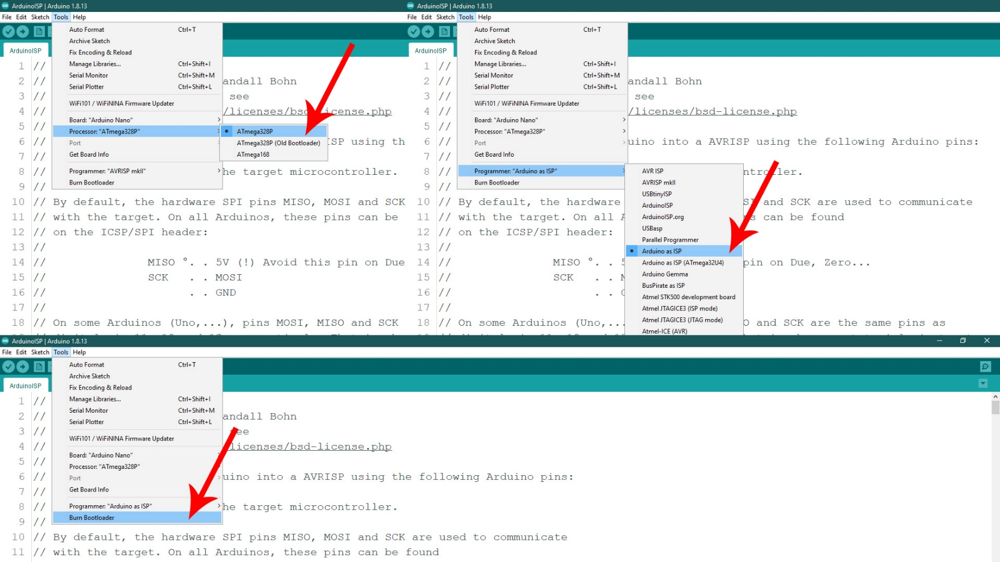 ArduinoISP | Arduino 1.8.13
File Edit Sketch Tools Help
Auto Format Ctrl+T
Archive Sketch
Fix Encoding & Reload
Manage Libraries... Ctrl+Shift+I
Serial Monitor Ctrl+Shift+M
Serial Plotter Ctrl+Shift+L
WiFi101 / WiFiNINA Firmware Updater
Board: "Arduino Nano"
Processor: "ATmega328P"
Port
Get Board Info
Programmer: "AVRISP mkII"
Burn Bootloader
ATmega328P
ATmega328P (Old Bootloader)
ATmega168
ArduinoISP
1 //
2 // andall Bohn
3 // see
4 // /licenses/bsd-license.php
5 //
6 // ISP using th
7 //
8 // he target microcontroller.
9 //
10 // By default, the hardware SPI pins MISO, MOSI and SCK
11 // with the target. On all Arduinos, these pins can be
12 // on the ICSP/SPI header:
13 //
14 // MISO °. . 5V (!) Avoid this pin on Due
15 // SCK . . MOSI
16 // . . GND
17 //
18 // On some Arduinos (Uno,...), pins MOSI, MISO and SCK
ArduinoISP | Arduino 1.8.13
File Edit Sketch Tools Help
Auto Format Ctrl+T
Archive Sketch
Fix Encoding & Reload
Manage Libraries... Ctrl+Shift+I
Serial Monitor Ctrl+Shift+M
Serial Plotter Ctrl+Shift+L
WiFi101 / WiFiNINA Firmware Updater
Board: "Arduino Nano"
Processor: "ATmega328P"
Port
Get Board Info
Programmer: "Arduino as ISP"
Burn Bootloader
AVR ISP
AVRISP mkII
USBtinyISP
ArduinoISP
ArduinoISP.org
USBasp
Parallel Programmer
Arduino as ISP
Arduino as ISP (ATmega32U4)
Arduino Gemma
BusPirate as ISP
Atmel STK500 development board
Atmel JTAGICE3 (ISP mode)
Atmel JTAGICE3 (JTAG mode)
Atmel-ICE (AVR)
ArduinoISP
1 //
2 // andall Bohn
3 // see
4 // /licenses/bsd-license.php
5 //
6 // uino into a AVRISP using the following Arduino pins:
7 //
8 // ntroller.
9 //
10 // By default, the hardware SI and SCK are used to communicate
11 // with the target. On all s can be found
12 // on the ICSP/SPI header:
13 //
14 // MISO °. . pin on Due, Zero...
15 // SCK . .
16 // . .
17 //
18 // On some Arduinos (Uno,.. O and SCK are the same pins as
ArduinoISP | Arduino 1.8.13
File Edit Sketch Tools Help
Auto Format Ctrl+T
Archive Sketch
Fix Encoding & Reload
Manage Libraries... Ctrl+Shift+I
Serial Monitor Ctrl+Shift+M
Serial Plotter Ctrl+Shift+L
WiFi101 / WiFiNINA Firmware Updater
Board: "Arduino Nano"
Processor: "ATmega328P"
Port
Get Board Info
Programmer: "Arduino as ISP"
Burn Bootloader
ArduinoISP
1 //
2 // andall Bohn
3 // ee
4 // licenses/bsd-license.php
5 //
6 // uino into a AVRISP using the following Arduino pins:
7 //
8 // he target microcontroller.
9 //
10 // By default, the hardware SPI pins MISO, MOSI and SCK are used to communicate
11 // with the target. On all Arduinos, these pins can be found